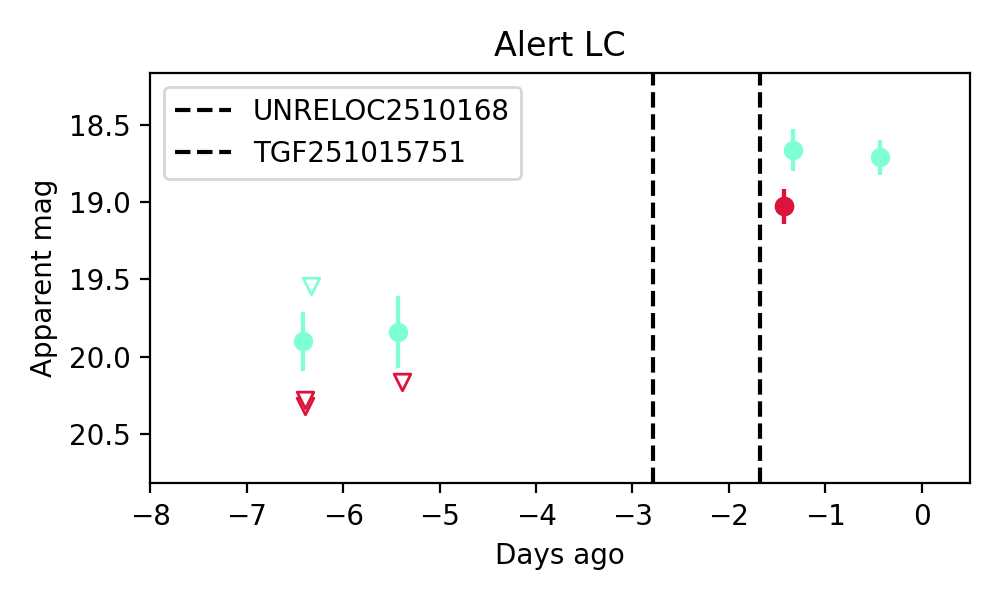 Alert LC
UNRELOC2510168
TGF251015751
Apparent mag
18.5
19.0
19.5
20.0
20.5
−8 −7 −6 −5 −4 −3 −2 −1 0
Days ago